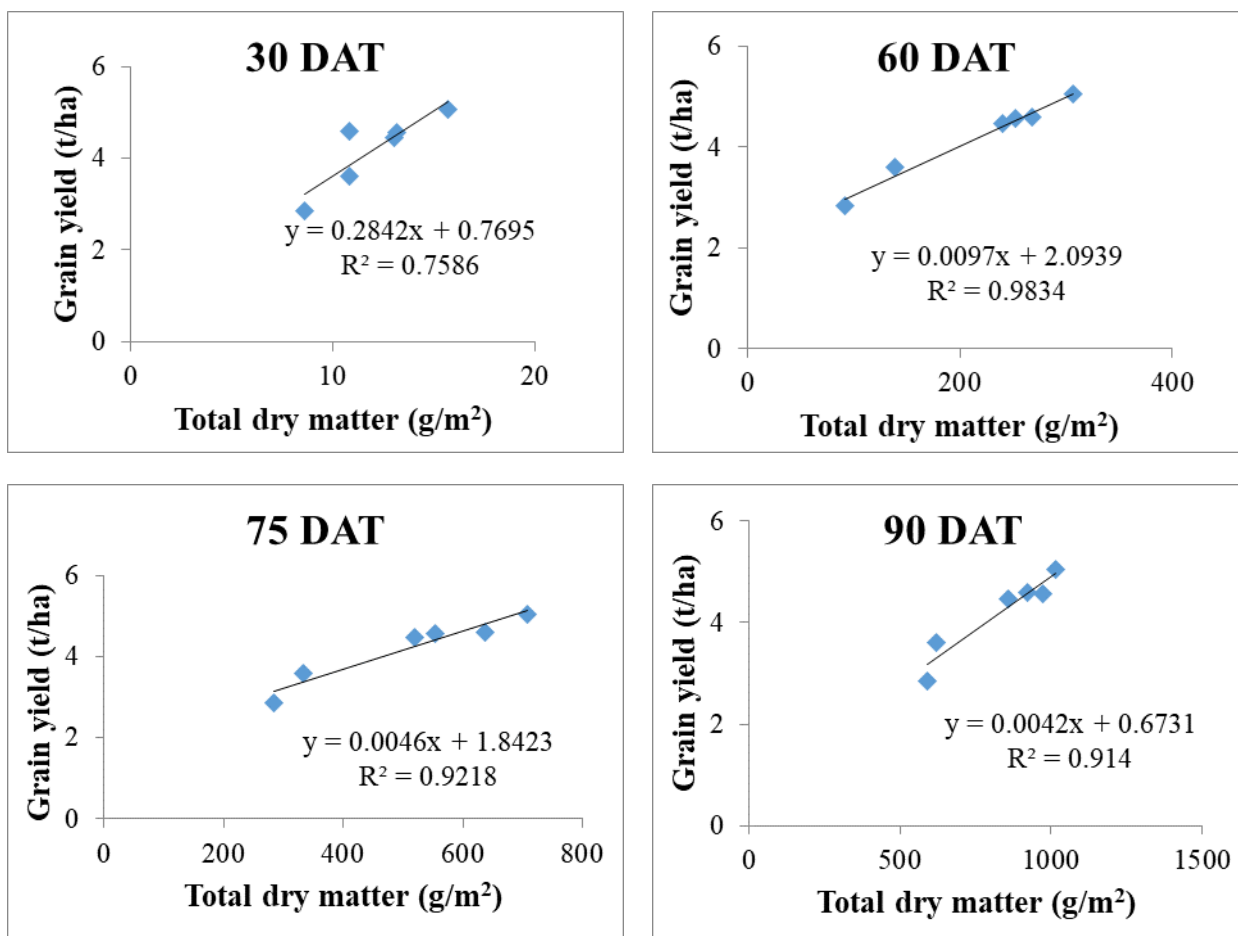 30 DAT
Grain yield (t/ha)
6
4
2
0
y = 0.2842x + 0.7695
R² = 0.7586
0 10 20
Total dry matter (g/m²)
60 DAT
Grain yield (t/ha)
6
4
2
0
y = 0.0097x + 2.0939
R² = 0.9834
0 200 400
Total dry matter (g/m²)
75 DAT
Grain yield (t/ha)
6
4
2
0
y = 0.0046x + 1.8423
R² = 0.9218
0 200 400 600 800
Total dry matter (g/m²)
90 DAT
Grain yield (t/ha)
6
4
2
0
y = 0.0042x + 0.6731
R² = 0.914
0 500 1000 1500
Total dry matter (g/m²)